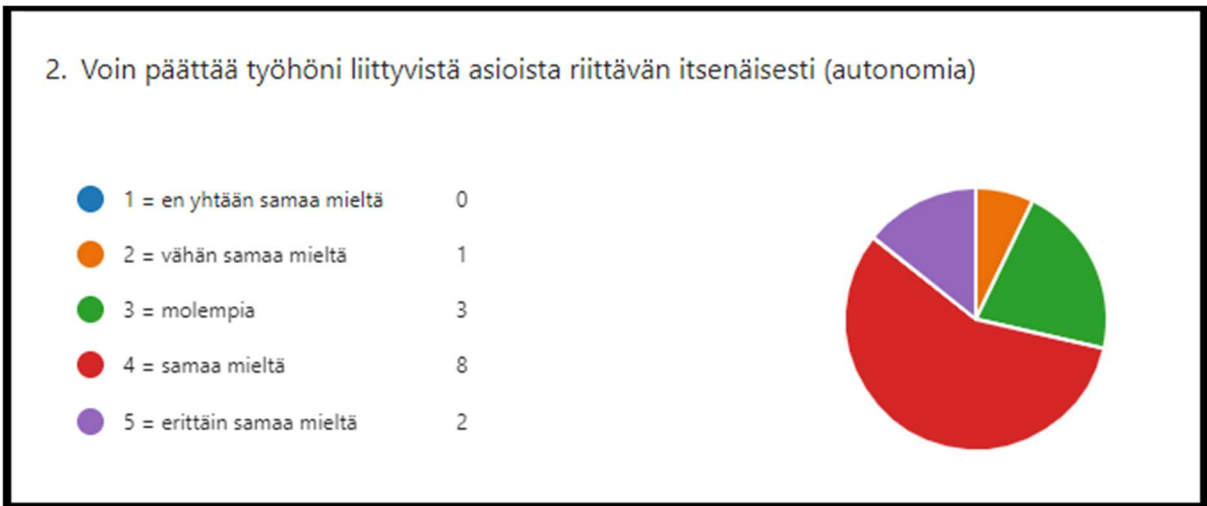 2. Voin päättää työhöni liittyvistä asioista riittävän itsenäisesti (autonomia)
1 = en yhtään samaa mieltä 0
2 = vähän samaa mieltä 1
3 = molempia 3
4 = samaa mieltä 8
5 = erittäin samaa mieltä 2